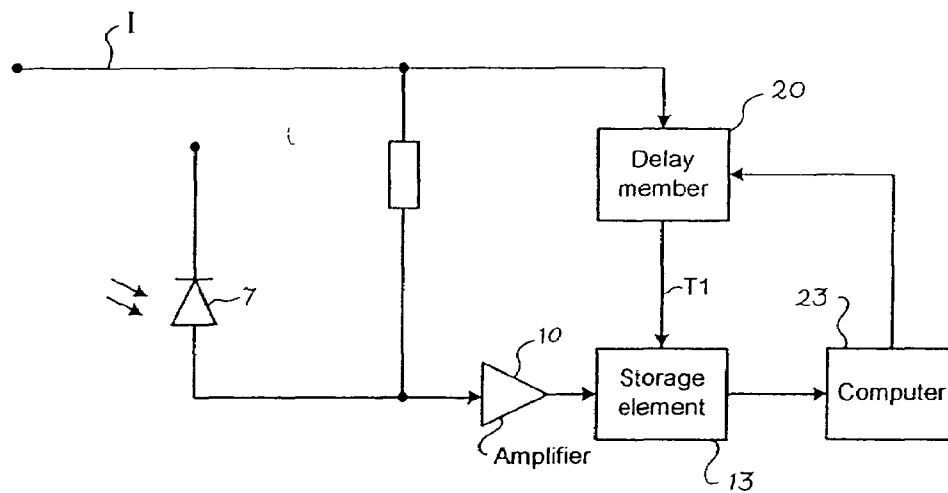 I
20
Delay
member
T1
7
10
23
Storage
element
Computer
Amplifier
13